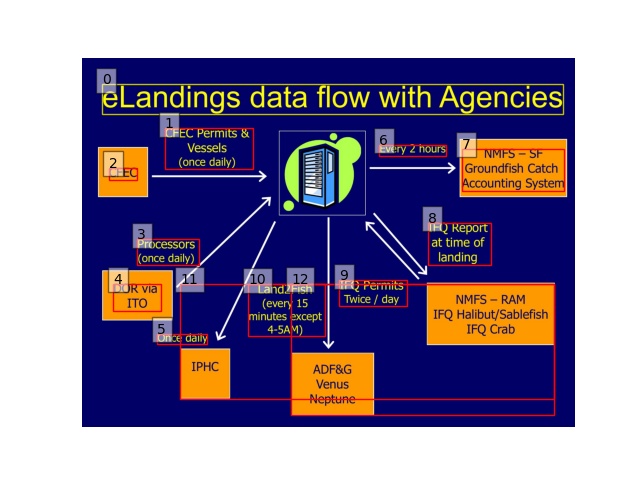 0
eLandings data flow with Agencies
1
CFEC Permits &
Vessels
(once daily)
2
CFEC
6
Every 2 hours
7
NMFS – SF
Groundfish Catch
Accounting System
3
Processors
(once daily)
8
IFQ Report
at time of
landing
4
DOR via
ITO
11
10
Land2Fish
(every 15
minutes except
4-5AM)
12
9
IFQ Permits
Twice / day
NMFS – RAM
IFQ Halibut/Sablefish
IFQ Crab
5
Once daily
IPHC
ADF&G
Venus
Neptune